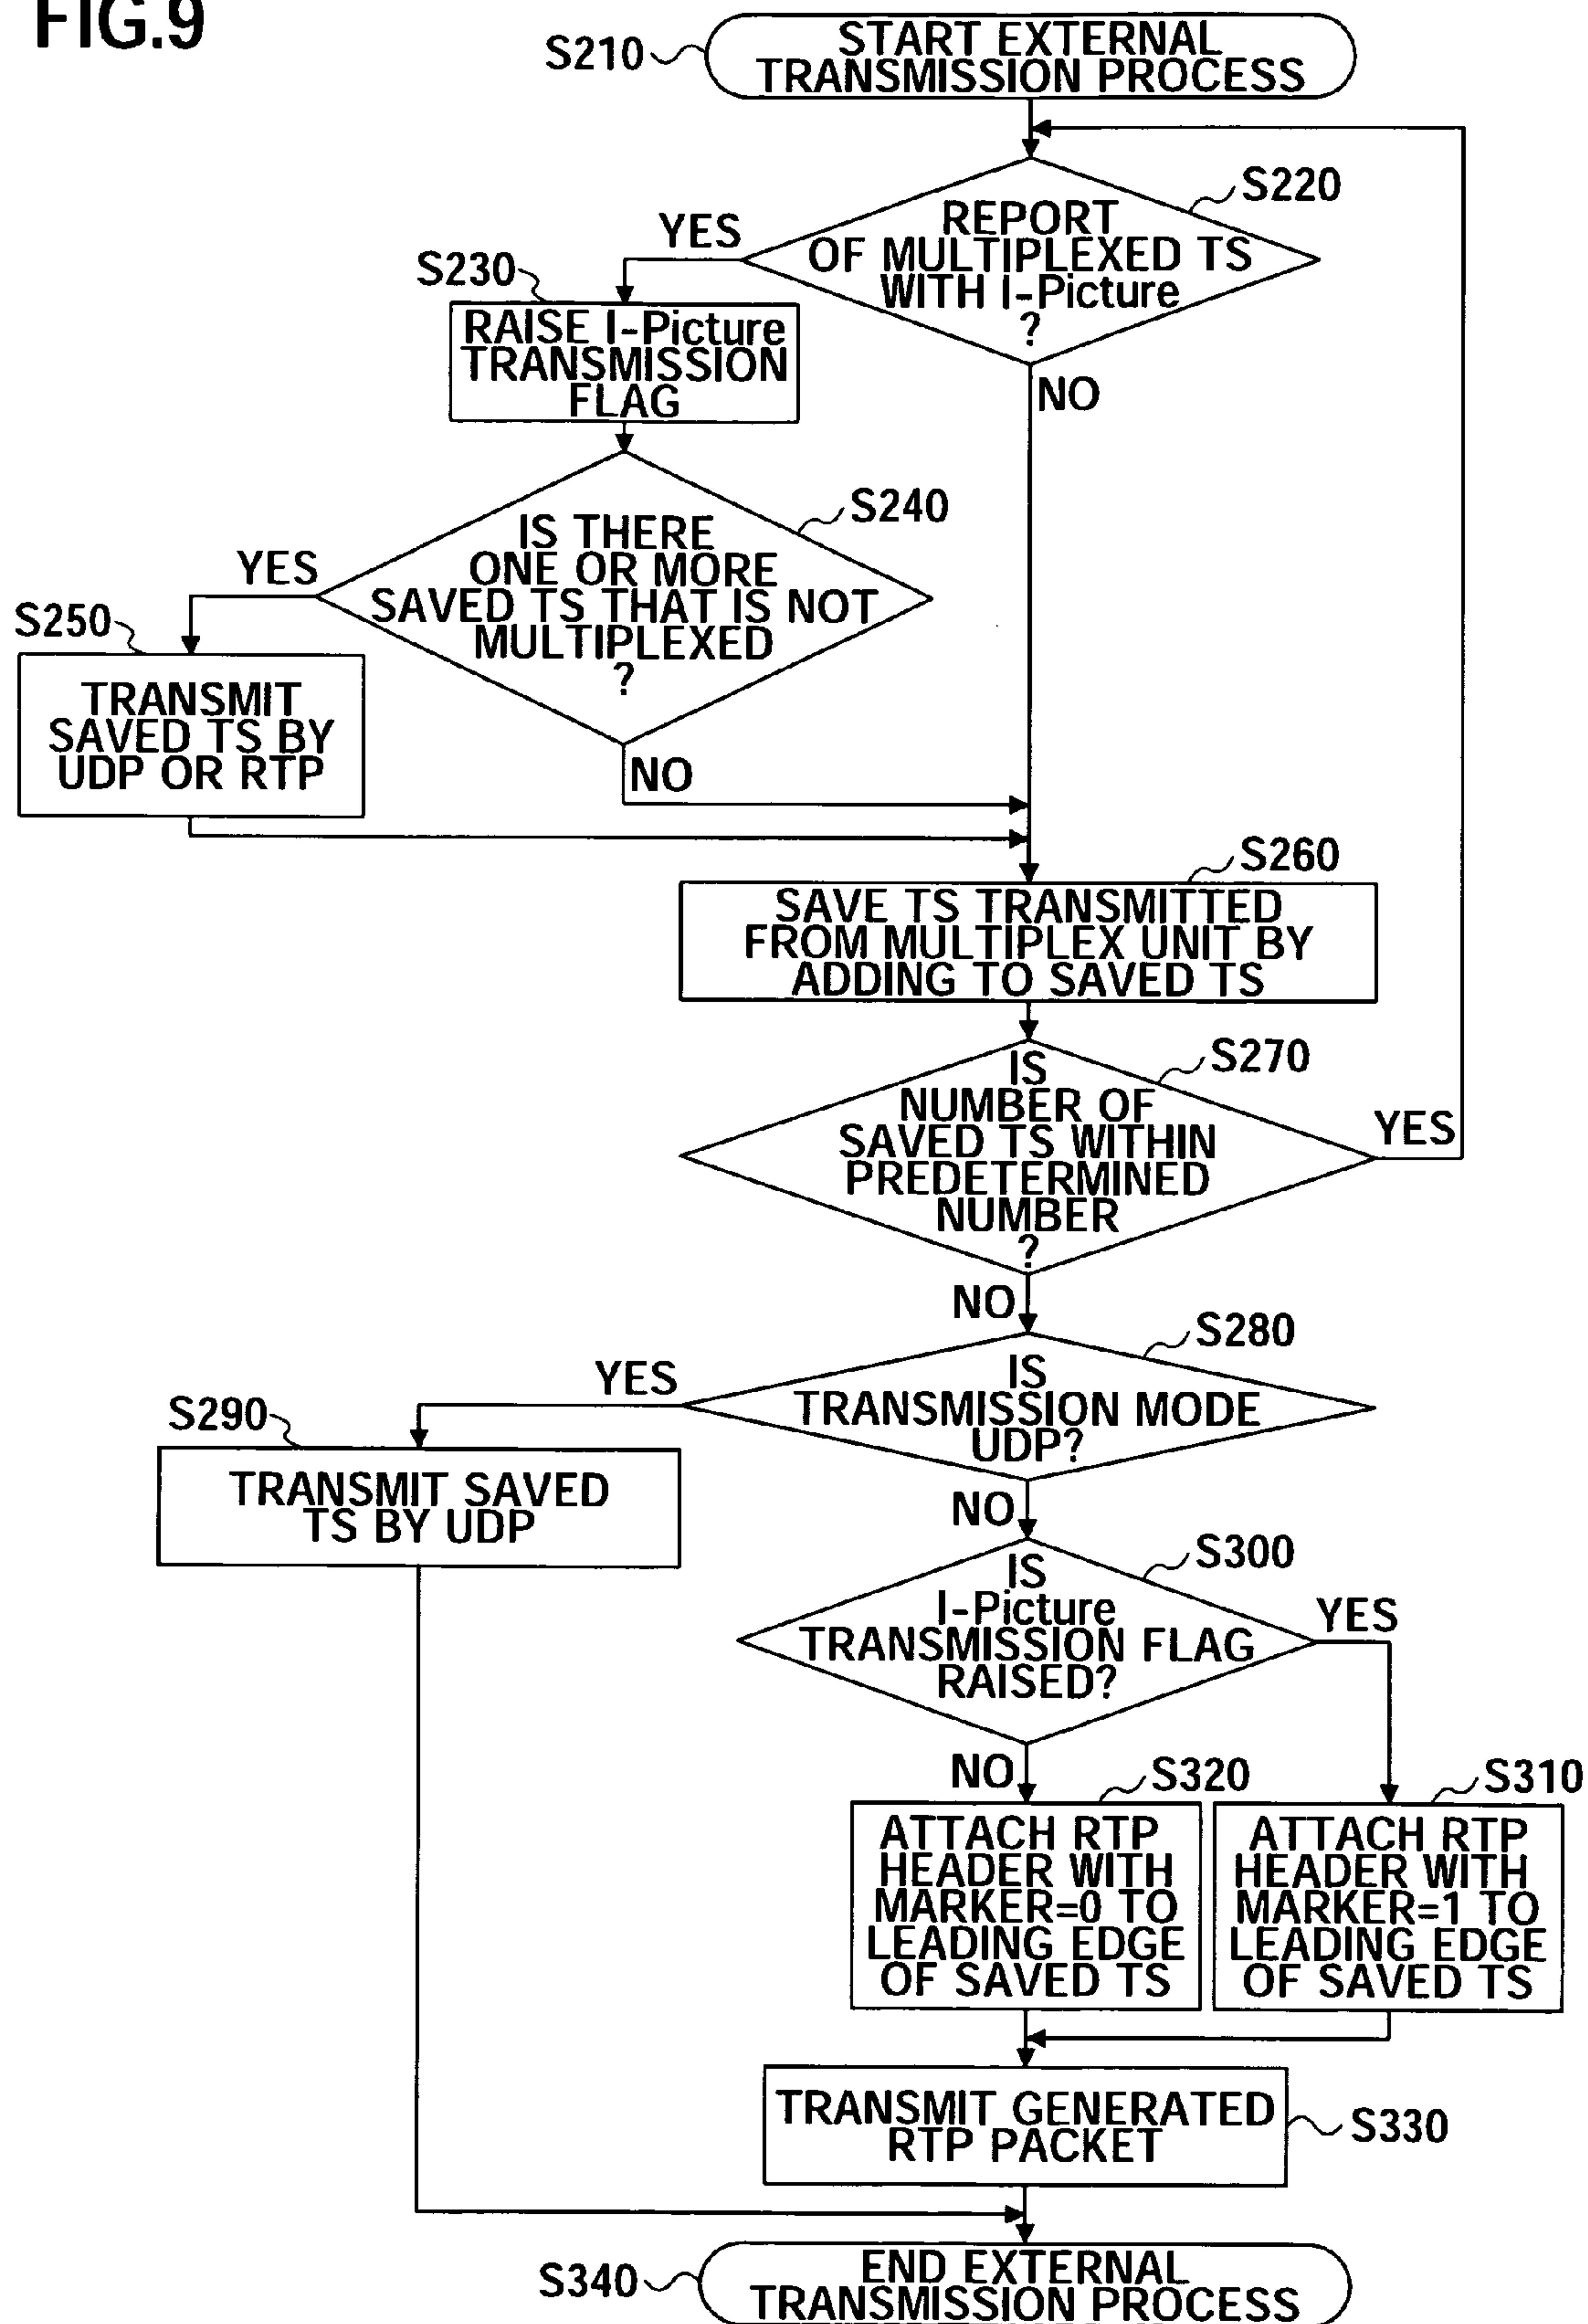 FIG.9
S210
START EXTERNAL
TRANSMISSION PROCESS
S220
REPORT
OF MULTIPLEXED TS
WITH I-Picture
?
YES
NO
S230
RAISE I-Picture
TRANSMISSION
FLAG
S240
IS THERE
ONE OR MORE
SAVED TS THAT IS NOT
MULTIPLEXED
?
YES
NO
S250
TRANSMIT
SAVED TS BY
UDP OR RTP
S260
SAVE TS TRANSMITTED
FROM MULTIPLEX UNIT BY
ADDING TO SAVED TS
S270
IS
NUMBER OF
SAVED TS WITHIN
PREDETERMINED
NUMBER
?
YES
NO
S280
IS
TRANSMISSION MODE
UDP?
YES
NO
S290
TRANSMIT SAVED
TS BY UDP
S300
IS
I-Picture
TRANSMISSION FLAG
RAISED?
YES
NO
S320
ATTACH RTP
HEADER WITH
MARKER=0 TO
LEADING EDGE
OF SAVED TS
S310
ATTACH RTP
HEADER WITH
MARKER=1 TO
LEADING EDGE
OF SAVED TS
TRANSMIT GENERATED
RTP PACKET
S330
S340
END EXTERNAL
TRANSMISSION PROCESS